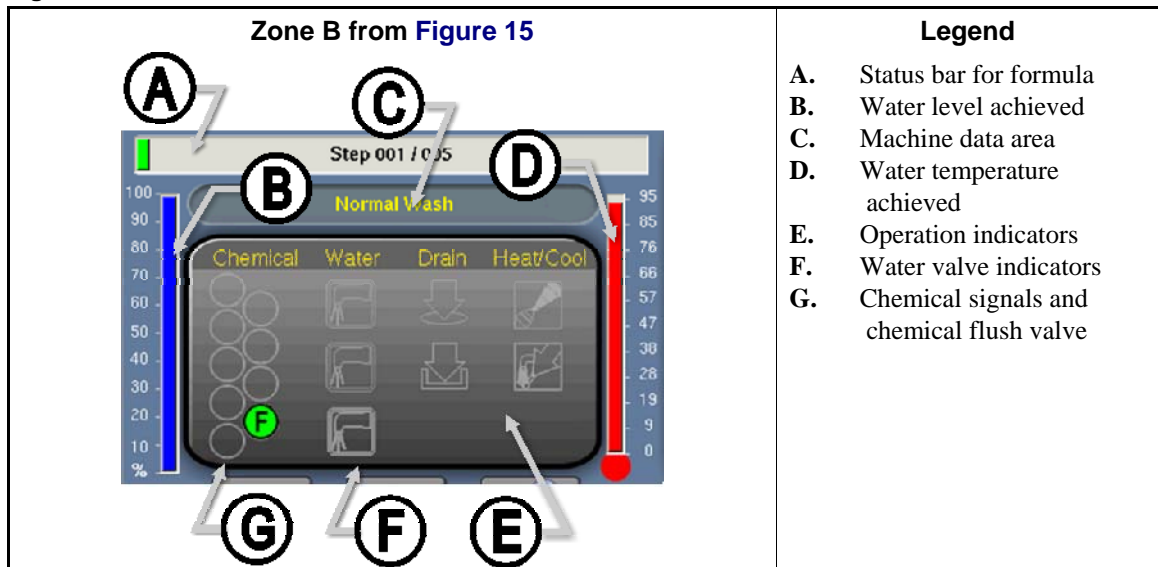 Zone B from Figure 15
Legend
A. Status bar for formula
B. Water level achieved
C. Machine data area
D. Water temperature
achieved
E. Operation indicators
F. Water valve indicators
G. Chemical signals and
chemical flush valve
A
C
Step 001 / 005
B
D
Normal Wash
100
90
80
70
60
50
40
30
20
10
%
Chemical Water Drain Heat/Cool
F
95
85
76
66
57
47
38
28
19
9
0
G
F
E